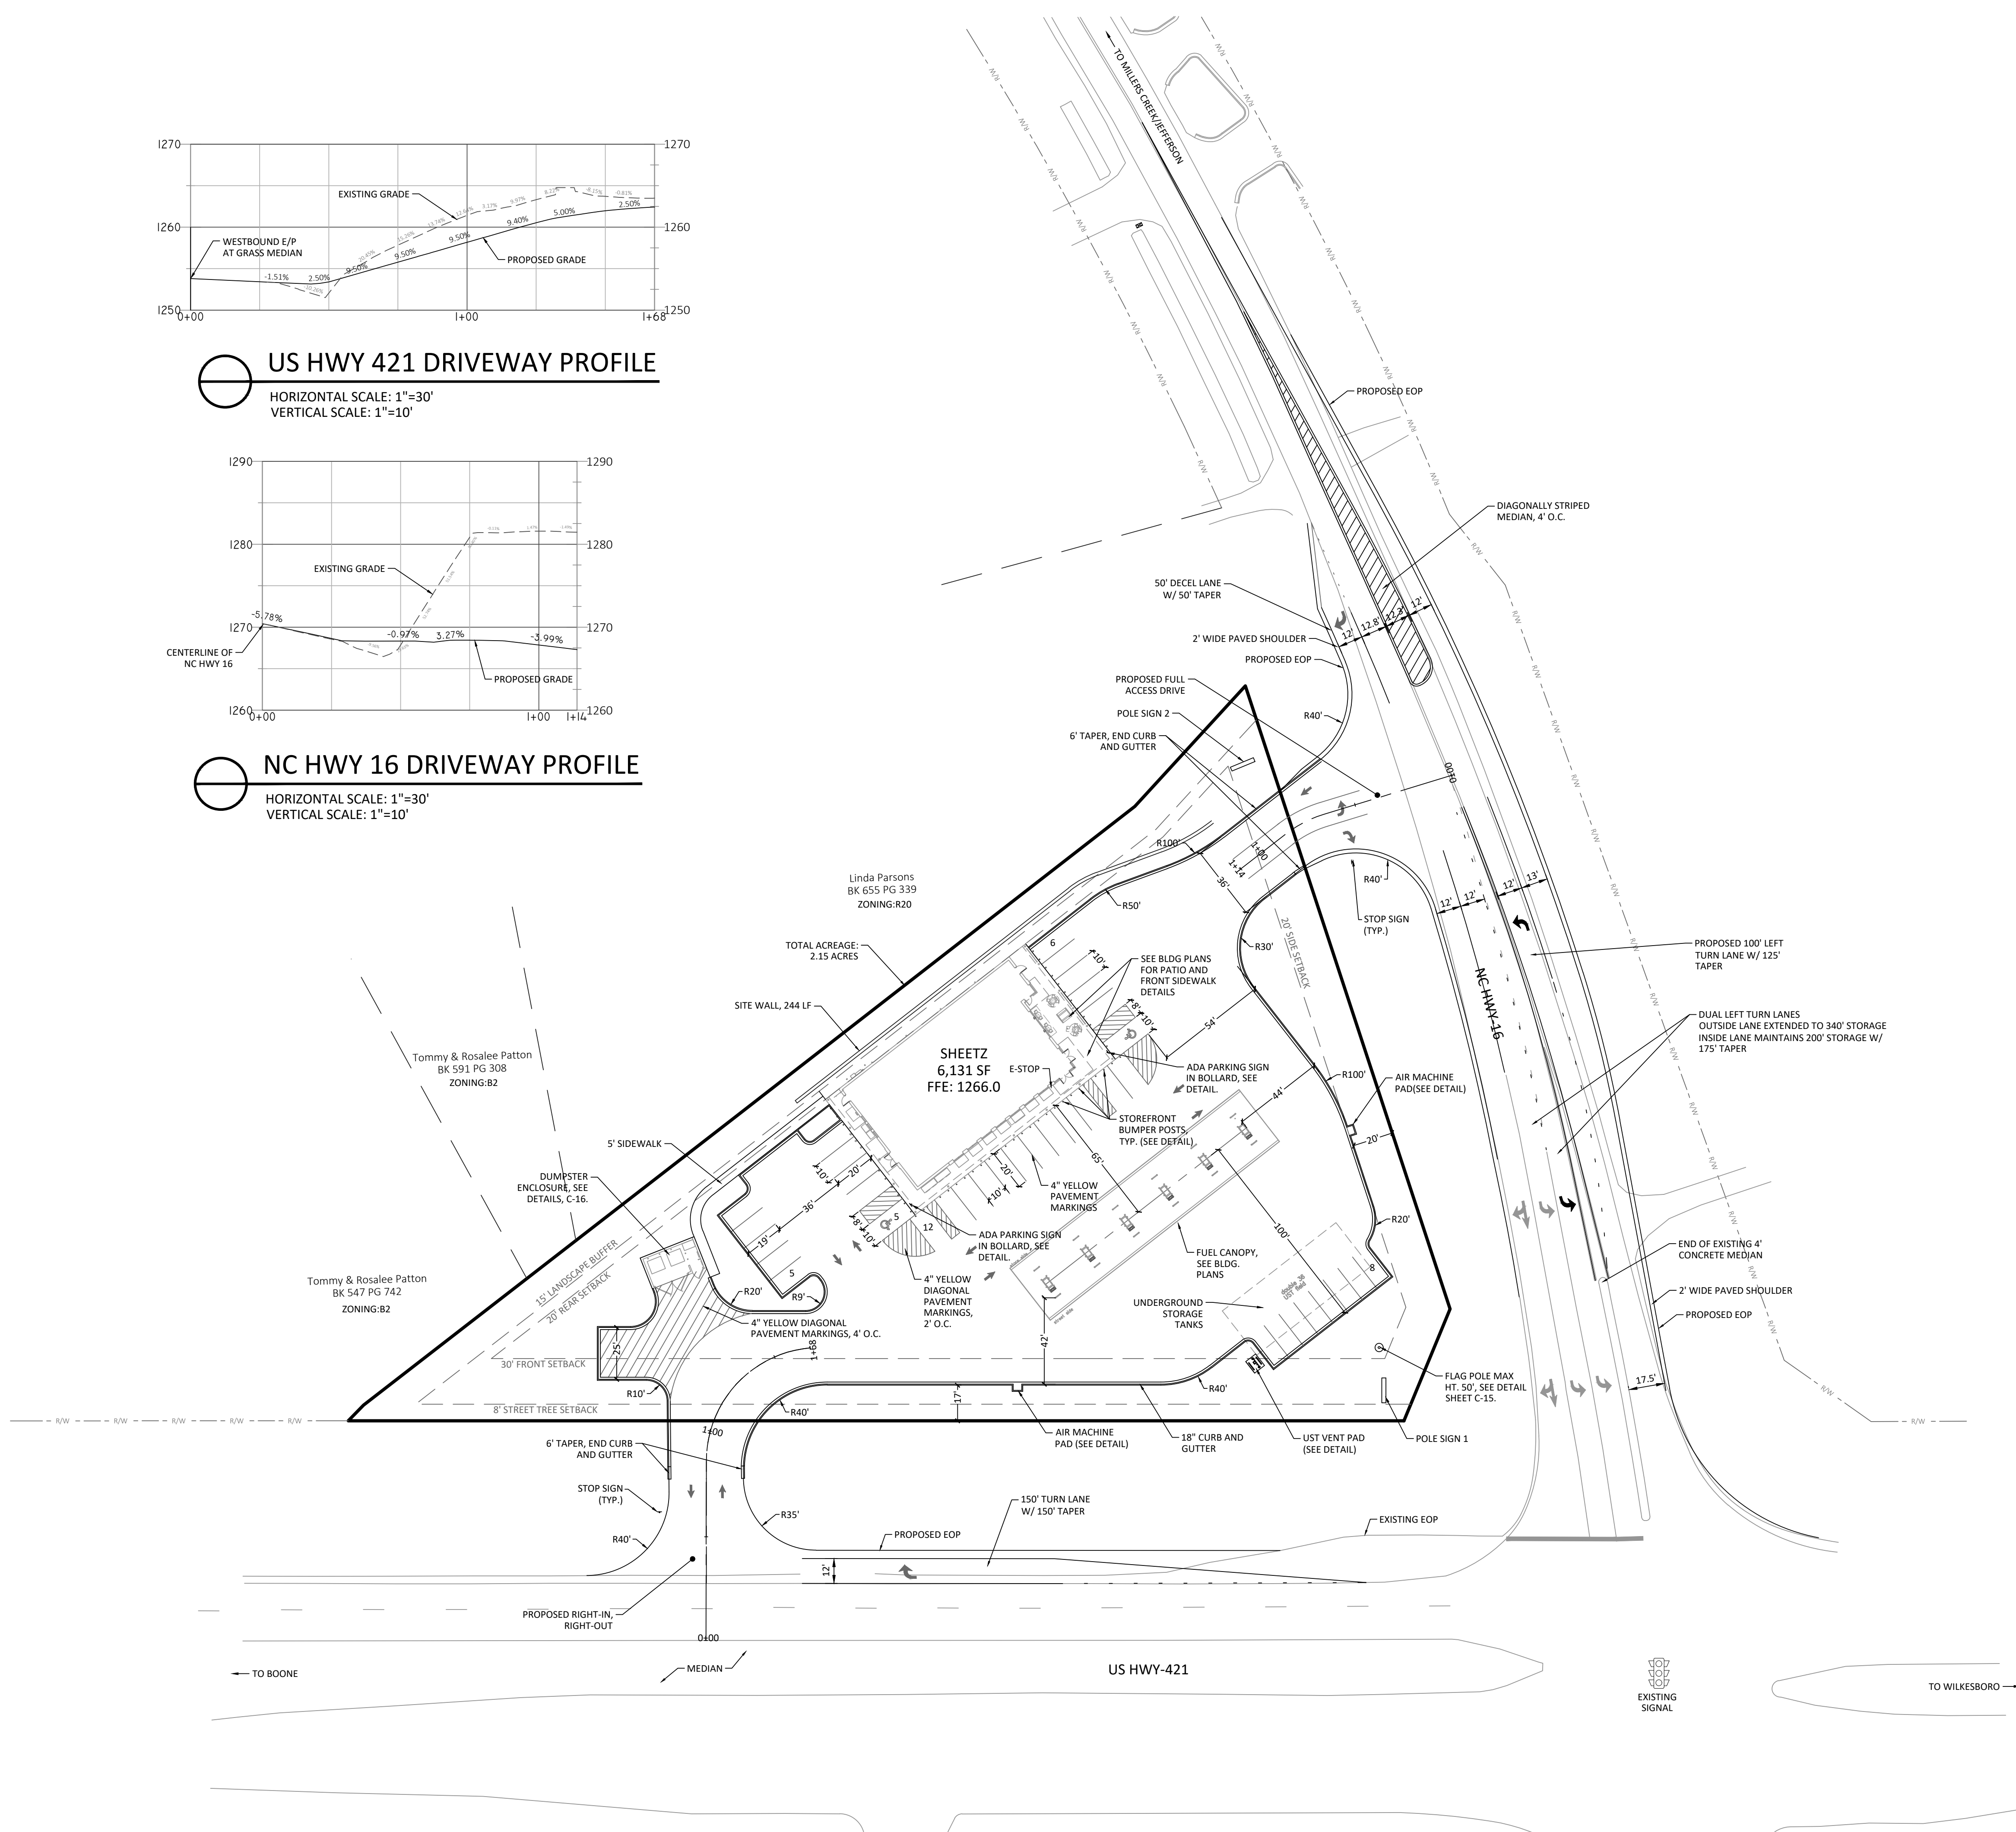 TO MILLERS CREEK/JEFFERSON
R/W
1270
1270
EXISTING GRADE
1260
1260
WESTBOUND E/P
AT GRASS MEDIAN
PROPOSED GRADE
-1.51%
2.50%
9.50%
9.50%
9.50%
9.40%
5.00%
2.50%
1250
1250
0+00
1+00
1+68
US HWY 421 DRIVEWAY PROFILE
HORIZONTAL SCALE: 1"=30'
VERTICAL SCALE: 1"=10'
1290
1290
1280
1280
EXISTING GRADE
-5.78%
1270
1270
-0.97%
3.27%
-3.99%
CENTERLINE OF
NC HWY 16
PROPOSED GRADE
1260
1260
0+00
1+00
1+14
NC HWY 16 DRIVEWAY PROFILE
HORIZONTAL SCALE: 1"=30'
VERTICAL SCALE: 1"=10'
PROPOSED EOP
DIAGONALLY STRIPED
MEDIAN, 4' O.C.
50' DECEL LANE
W/ 50' TAPER
12'
12.8'
12.3'
12'
2' WIDE PAVED SHOULDER
PROPOSED EOP
PROPOSED FULL
ACCESS DRIVE
POLE SIGN 2
6' TAPER, END CURB
AND GUTTER
R40'
0+00
R100'
1+00
1+14
36'
R50'
R40'
R30'
STOP SIGN
(TYP.)
12'
12'
12'
13'
20' SIDE SETBACK
Linda Parsons
BK 655 PG 339
ZONING:R20
TOTAL ACREAGE:
2.15 ACRES
SITE WALL, 244 LF
6
10'
SEE BLDG PLANS
FOR PATIO AND
FRONT SIDEWALK
DETAILS
8'
10'
54'
NC HWY-16
PROPOSED 100' LEFT
TURN LANE W/ 125'
TAPER
DUAL LEFT TURN LANES
OUTSIDE LANE EXTENDED TO 340' STORAGE
INSIDE LANE MAINTAINS 200' STORAGE W/
175' TAPER
Tommy & Rosalee Patton
BK 591 PG 308
ZONING:B2
SHEETZ
6,131 SF
FFE: 1266.0
E-STOP
ADA PARKING SIGN
IN BOLLARD, SEE
DETAIL.
R100'
AIR MACHINE
PAD(SEE DETAIL)
44'
20'
STOREFRONT
BUMPER POSTS,
TYP. (SEE DETAIL)
5' SIDEWALK
DUMPSTER
ENCLOSURE, SEE
DETAILS, C-16.
10'
20'
36'
20'
10'
65'
4" YELLOW
PAVEMENT
MARKINGS
100'
8'
10'
5
12
ADA PARKING SIGN
IN BOLLARD, SEE
DETAIL.
19'
5
R20'
R9'
4" YELLOW
DIAGONAL
PAVEMENT
MARKINGS,
2' O.C.
FUEL CANOPY,
SEE BLDG.
PLANS
UNDERGROUND
STORAGE
TANKS
double 38
UST field
8
R20'
END OF EXISTING 4'
CONCRETE MEDIAN
2' WIDE PAVED SHOULDER
PROPOSED EOP
Tommy & Rosalee Patton
BK 547 PG 742
ZONING:B2
15' LANDSCAPE BUFFER
20' REAR SETBACK
4" YELLOW DIAGONAL
PAVEMENT MARKINGS, 4' O.C.
street side
42'
1+68
25'
30' FRONT SETBACK
R10'
8' STREET TREE SETBACK
R40'
17'
R40'
FLAG POLE MAX
HT. 50', SEE DETAIL
SHEET C-15.
17.5'
1+00
6' TAPER, END CURB
AND GUTTER
AIR MACHINE
PAD (SEE DETAIL)
18" CURB AND
GUTTER
UST VENT PAD
(SEE DETAIL)
POLE SIGN 1
STOP SIGN
(TYP.)
R40'
R35'
150' TURN LANE
W/ 150' TAPER
PROPOSED EOP
EXISTING EOP
12'
PROPOSED RIGHT-IN,
RIGHT-OUT
0+00
TO BOONE
MEDIAN
US HWY-421
EXISTING
SIGNAL
TO WILKESBORO